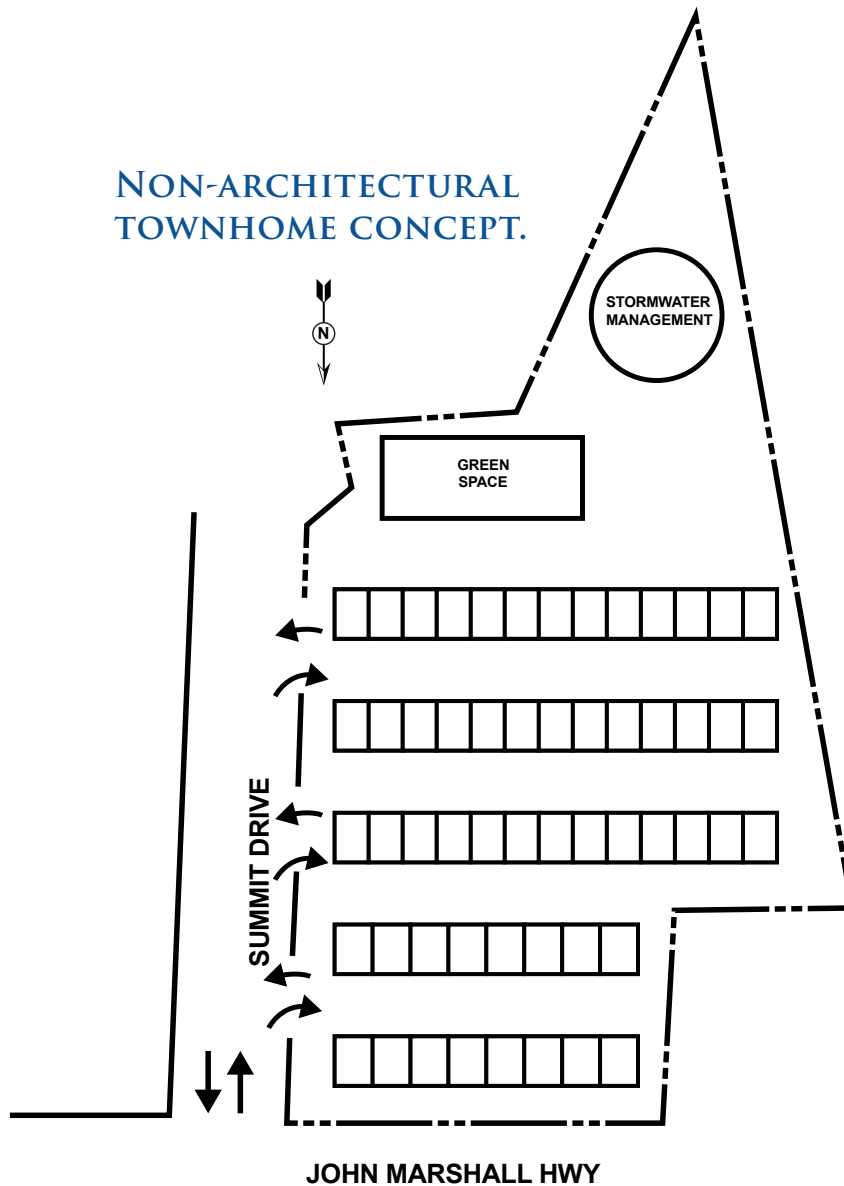 NON-ARCHITECTURAL
TOWNHOME CONCEPT.
N
STORMWATER
MANAGEMENT
GREEN
SPACE
SUMMIT DRIVE
JOHN MARSHALL HWY